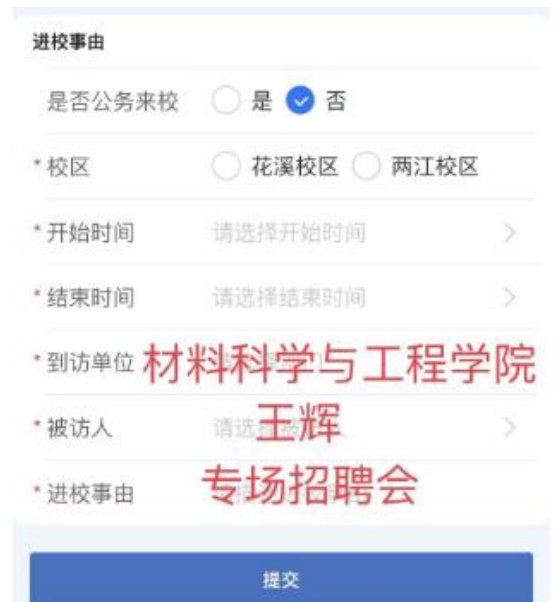 进校事由
是否公务来校 是 否
*校区 花溪校区 两江校区
*开始时间 请选择开始时间
*结束时间 请选择结束时间
*到访单位 材料科学与工程学院
*被访人 王辉
*进校事由 专场招聘会
提交